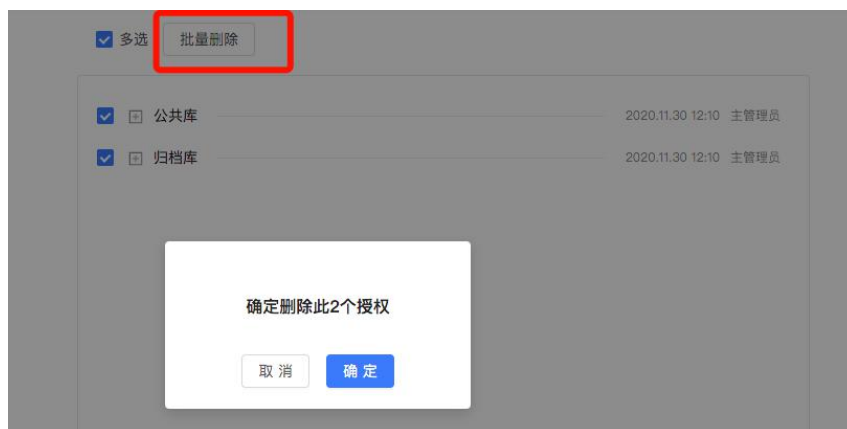 多选 批量删除
公共库 2020.11.30 12:10 主管理员
归档库 2020.11.30 12:10 主管理员
确定删除此2个授权
取 消 确 定